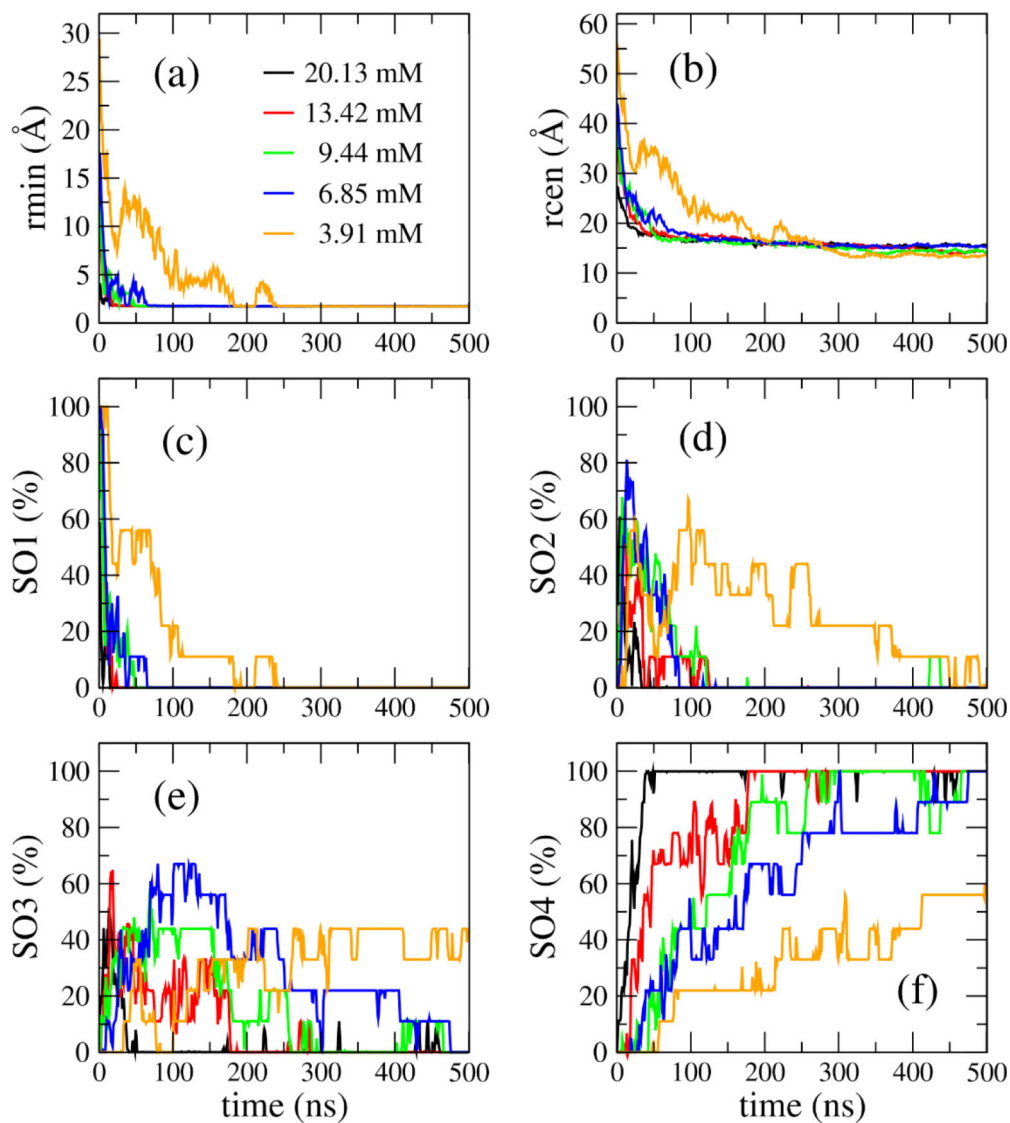 (a)
20.13 mM
13.42 mM
9.44 mM
6.85 mM
3.91 mM
rmin (Å)
30
25
20
15
10
5
0
0 100 200 300 400 500
(b)
rcen (Å)
60
50
40
30
20
10
0
0 100 200 300 400 500
(c)
SO1 (%)
100
80
60
40
20
0
0 100 200 300 400 500
(d)
SO2 (%)
100
80
60
40
20
0
0 100 200 300 400 500
(e)
SO3 (%)
100
80
60
40
20
0
0 100 200 300 400 500
time (ns)
(f)
SO4 (%)
100
80
60
40
20
0
0 100 200 300 400 500
time (ns)